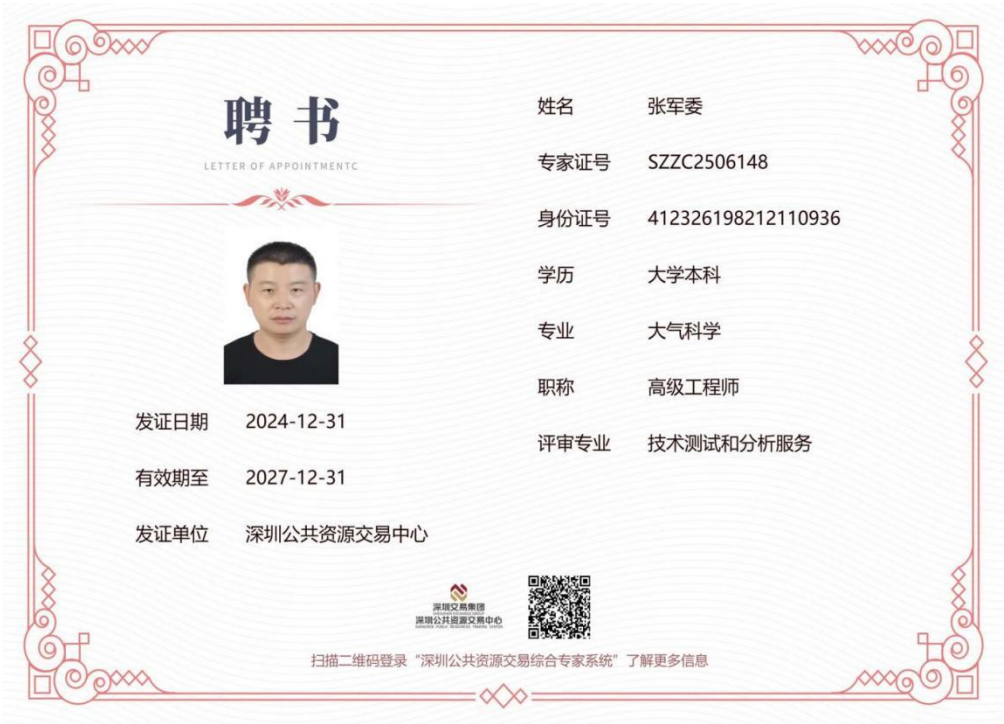 聘书
LETTER OF APPOINTMENTC
姓名 张军委
专家证号 SZZC2506148
身份证号 412326198212110936
学历 大学本科
专业 大气科学
职称 高级工程师
评审专业 技术测试和分析服务
发证日期 2024-12-31
有效期至 2027-12-31
发证单位 深圳公共资源交易中心
深圳交易集团
深圳公共资源交易中心
扫描二维码登录“深圳公共资源交易综合专家系统”了解更多信息